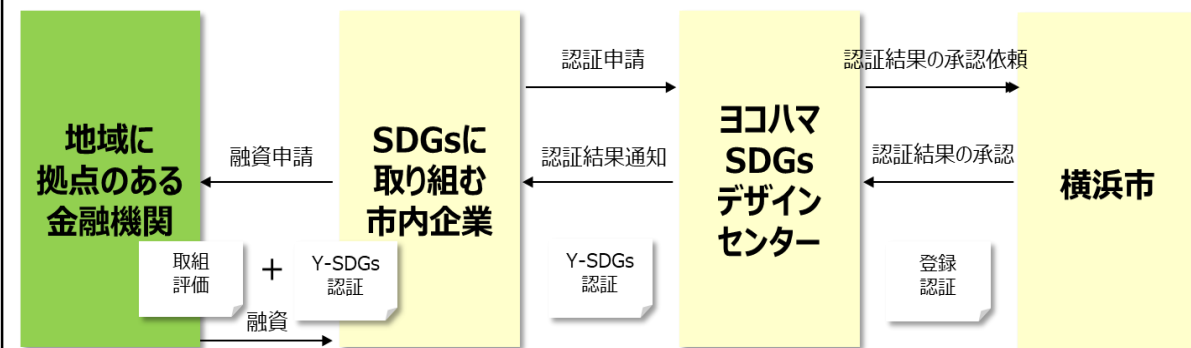 地域に
拠点のある
金融機関
融資申請
取組
評価
+
Y-SDGs
認証
融資
SDGsに
取り組む
市内企業
認証申請
認証結果通知
Y-SDGs
認証
ヨコハマ
SDGs
デザイン
センター
認証結果の承認依頼
認証結果の承認
登録
認証
横浜市